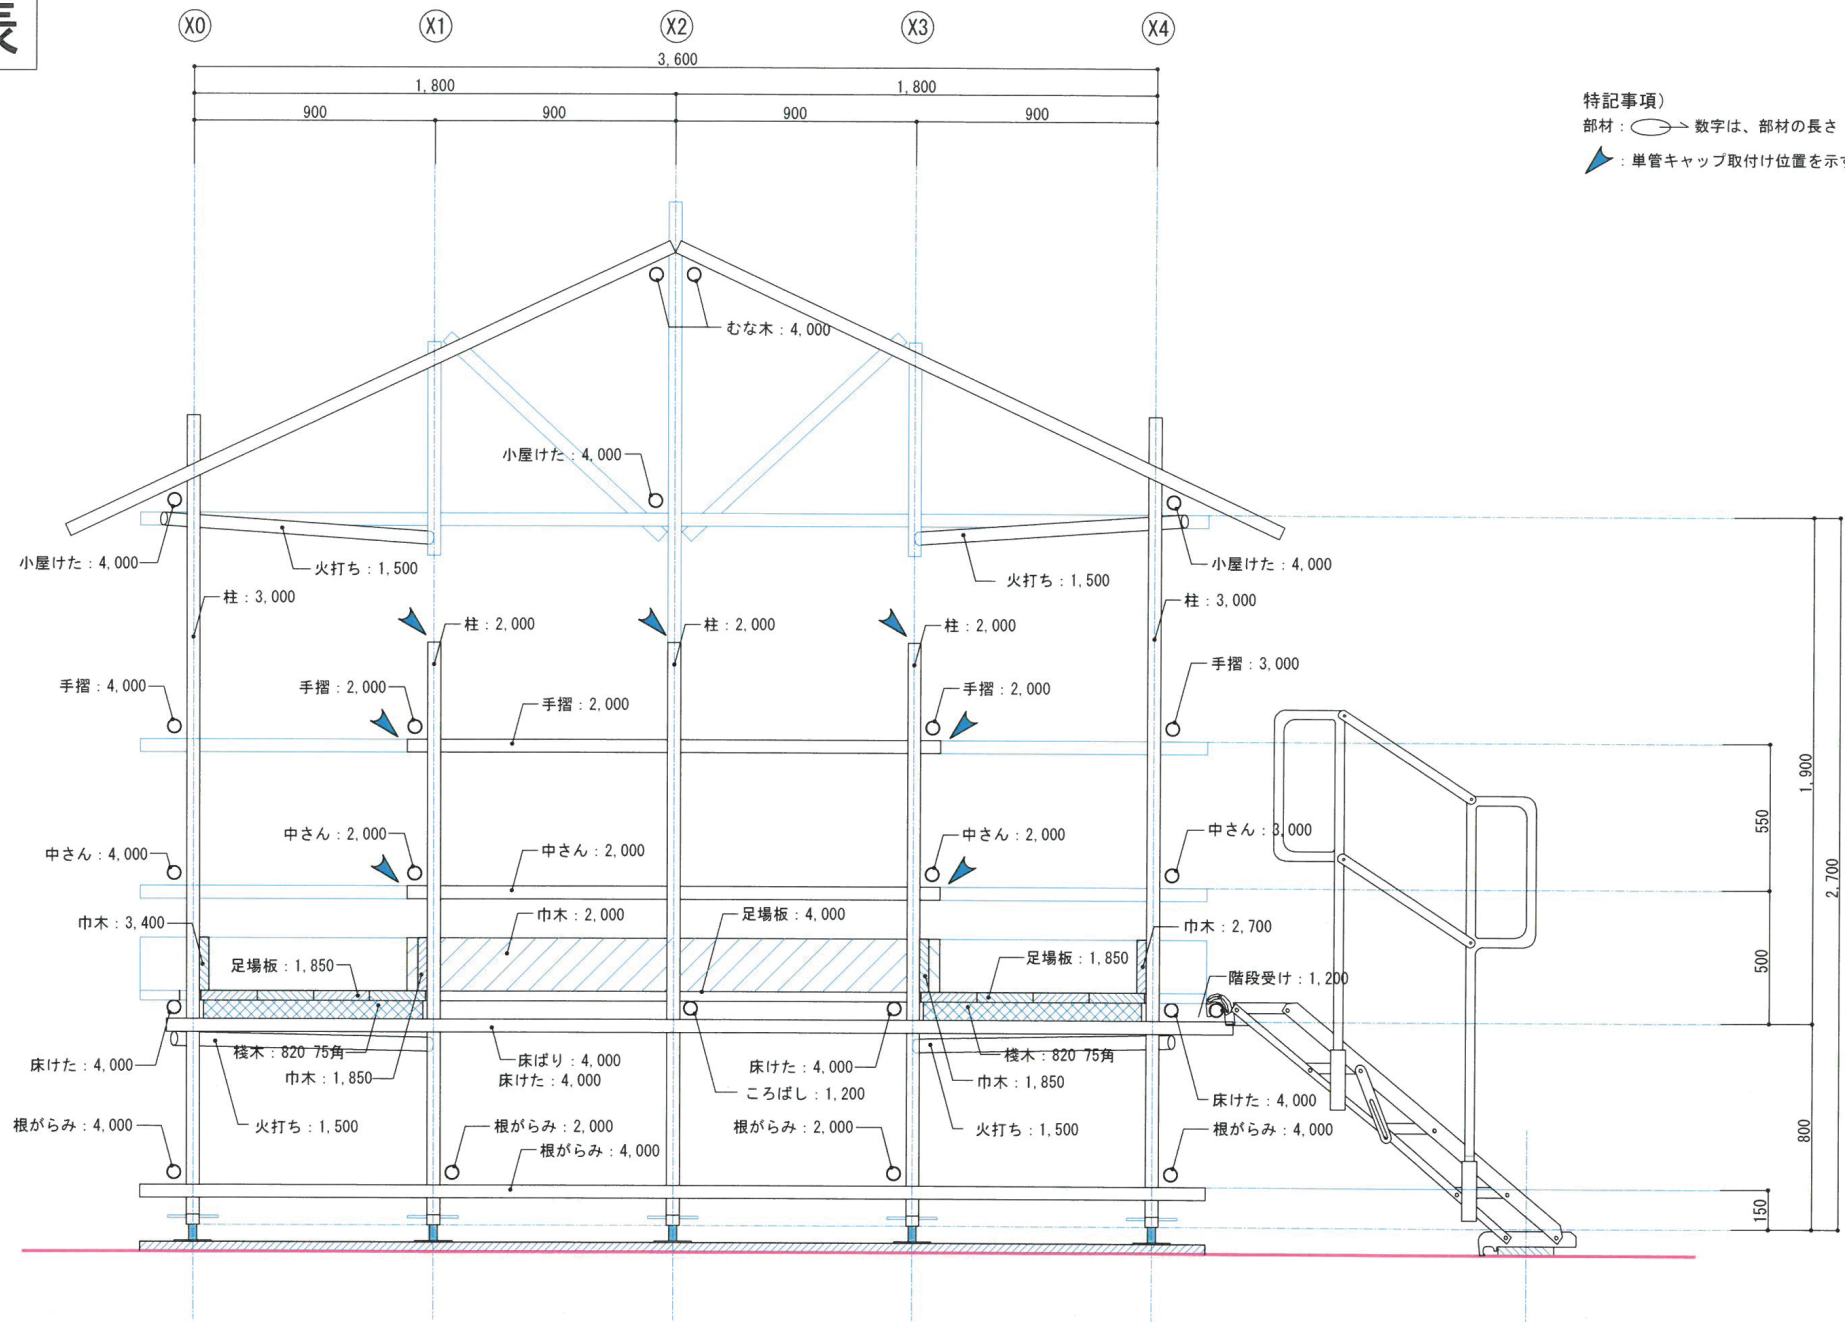 X0
X1
X2
X3
X4
3,600
1,800
1,800
900
900
900
900
特記事項)
部材: 数字は、部材の長さ
: 単管キャップ取付け位置を示
むな木:4,000
小屋けた:4,000
小屋けた:4,000
火打ち:1,500
火打ち:1,500
小屋けた:4,000
柱:3,000
柱:2,000
柱:2,000
柱:2,000
柱:3,000
手摺:4,000
手摺:2,000
手摺:2,000
手摺:2,000
手摺:3,000
中さん:4,000
中さん:2,000
中さん:2,000
中さん:2,000
中さん:3,000
巾木:3,400
巾木:2,000
足場板:4,000
巾木:2,700
足場板:1,850
足場板:1,850
階段受け:1,200
床けた:4,000
桟木:820 75角
巾木:1,850
床ばり:4,000
床けた:4,000
床けた:4,000
ころばし:1,200
桟木:820 75角
巾木:1,850
床けた:4,000
根がらみ:4,000
火打ち:1,500
根がらみ:2,000
根がらみ:4,000
根がらみ:2,000
火打ち:1,500
根がらみ:4,000
550
500
150
1,900
800
2,700